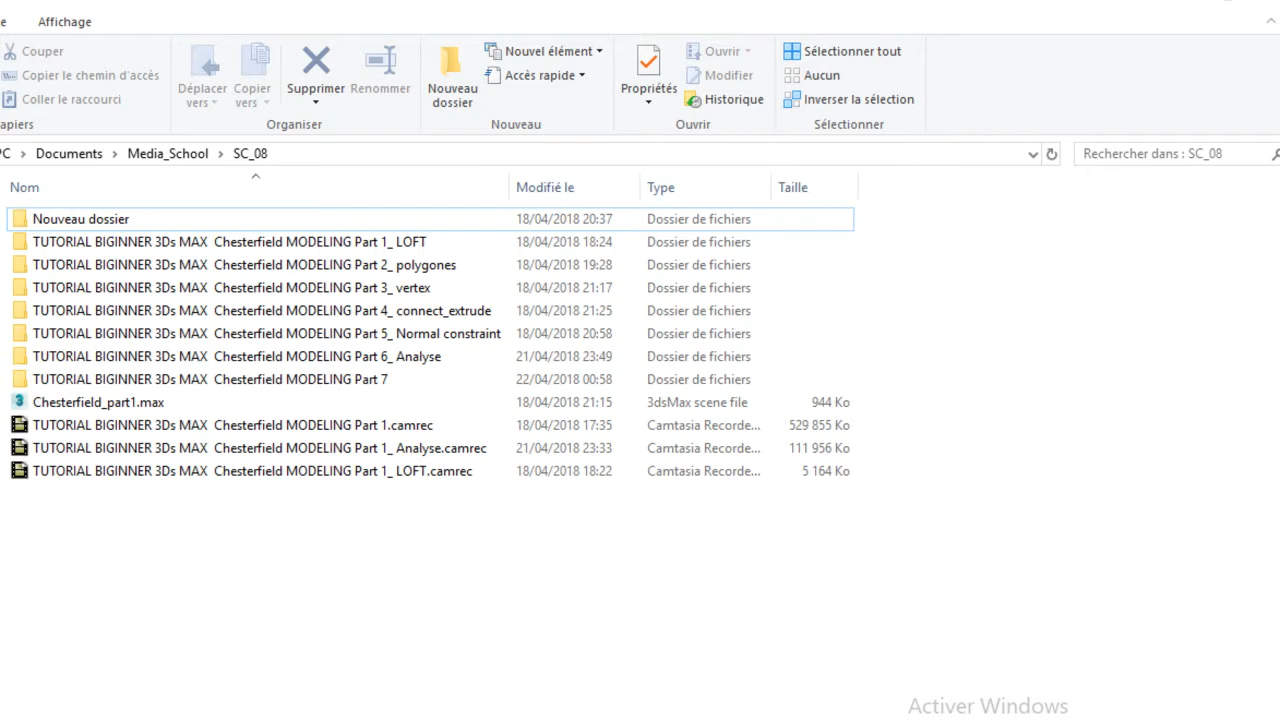 e Affichage
Couper
Copier le chemin d'accès
Coller le raccourci
apiers
Déplacer vers
Copier vers
Supprimer
Renommer
Organiser
Nouveau dossier
Nouvel élément
Accès rapide
Nouveau
Propriétés
Ouvrir
Modifier
Historique
Ouvrir
Sélectionner tout
Aucun
Inverser la sélection
Sélectionner
PC > Documents > Media_School > SC_08
Rechercher dans : SC_08
Nom Modifié le Type Taille
Nouveau dossier 18/04/2018 20:37 Dossier de fichiers
TUTORIAL BIGINNER 3Ds MAX  Chesterfield MODELING Part 1_ LOFT 18/04/2018 18:24 Dossier de fichiers
TUTORIAL BIGINNER 3Ds MAX  Chesterfield MODELING Part 2_ polygones 18/04/2018 19:28 Dossier de fichiers
TUTORIAL BIGINNER 3Ds MAX  Chesterfield MODELING Part 3_ vertex 18/04/2018 21:17 Dossier de fichiers
TUTORIAL BIGINNER 3Ds MAX  Chesterfield MODELING Part 4_ connect_extrude 18/04/2018 21:25 Dossier de fichiers
TUTORIAL BIGINNER 3Ds MAX  Chesterfield MODELING Part 5_ Normal constraint 18/04/2018 20:58 Dossier de fichiers
TUTORIAL BIGINNER 3Ds MAX  Chesterfield MODELING Part 6_ Analyse 21/04/2018 23:49 Dossier de fichiers
TUTORIAL BIGINNER 3Ds MAX  Chesterfield MODELING Part 7 22/04/2018 00:58 Dossier de fichiers
Chesterfield_part1.max 18/04/2018 21:15 3dsMax scene file 944 Ko
TUTORIAL BIGINNER 3Ds MAX  Chesterfield MODELING Part 1.camrec 18/04/2018 17:35 Camtasia Recorde... 529 855 Ko
TUTORIAL BIGINNER 3Ds MAX  Chesterfield MODELING Part 1_ Analyse.camrec 21/04/2018 23:33 Camtasia Recorde... 111 956 Ko
TUTORIAL BIGINNER 3Ds MAX  Chesterfield MODELING Part 1_ LOFT.camrec 18/04/2018 18:22 Camtasia Recorde... 5 164 Ko
Activer Windows